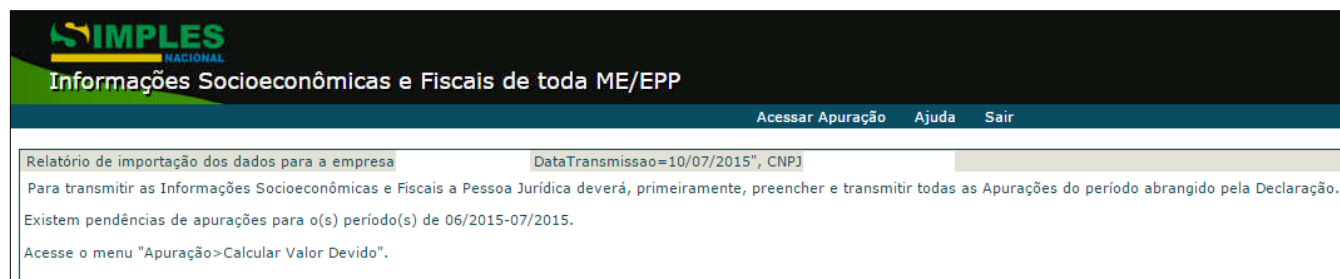 SIMPLES
NACIONAL
Informações Socioeconômicas e Fiscais de toda ME/EPP
Acessar Apuração Ajuda Sair
Relatório de importação dos dados para a empresa DataTransmissao=10/07/2015", CNPJ
Para transmitir as Informações Socioeconômicas e Fiscais a Pessoa Jurídica deverá, primeiramente, preencher e transmitir todas as Apurações do período abrangido pela Declaração.
Existem pendências de apurações para o(s) período(s) de 06/2015-07/2015.
Acesse o menu "Apuração>Calcular Valor Devido".